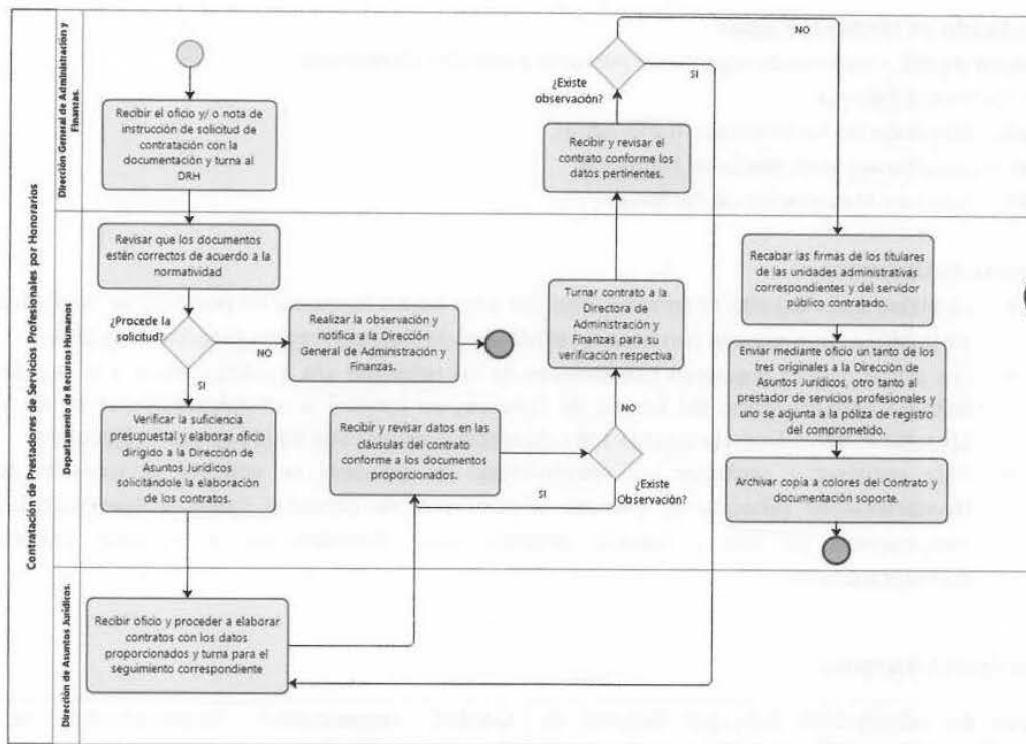 Contratación de Prestadores de Servicios Profesionales por Honorarios
Dirección General de Administración y
Finanzas.
Recibir el oficio y/ o nota de
instrucción de solicitud de
contratación con la
documentación y turna al
DRH
¿Existe
observación?
NO
SI
Recibir y revisar el
contrato conforme los
datos pertinentes.
Departamento de Recursos Humanos
Revisar que los documentos
estén correctos de acuerdo a la
normatividad
¿Procede la
solicitud?
NO
SI
Realizar la observación y
notifica a la Dirección
General de Administración y
Finanzas.
Verificar la suficiencia
presupuestal y elaborar oficio
dirigido a la Dirección de
Asuntos Jurídicos
solicitándole la elaboración
de los contratos.
Recibir y revisar datos en las
cláusulas del contrato
conforme a los documentos
proporcionados.
Turnar contrato a la
Directora de
Administración y
Finanzas para su
verificación respectiva
NO
SI
¿Existe
Observación?
Recabar las firmas de los titulares
de las unidades administrativas
correspondientes y del servidor
público contratado.
Enviar mediante oficio un tanto de los
tres originales a la Dirección de
Asuntos Jurídicos, otro tanto al
prestador de servicios profesionales y
uno se adjunta a la póliza de registro
del comprometido.
Archivar copia a colores del Contrato y
documentación soporte.
Dirección de Asuntos Jurídicos.
Recibir oficio y proceder a elaborar
contratos con los datos
proporcionados y turna para el
seguimiento correspondiente